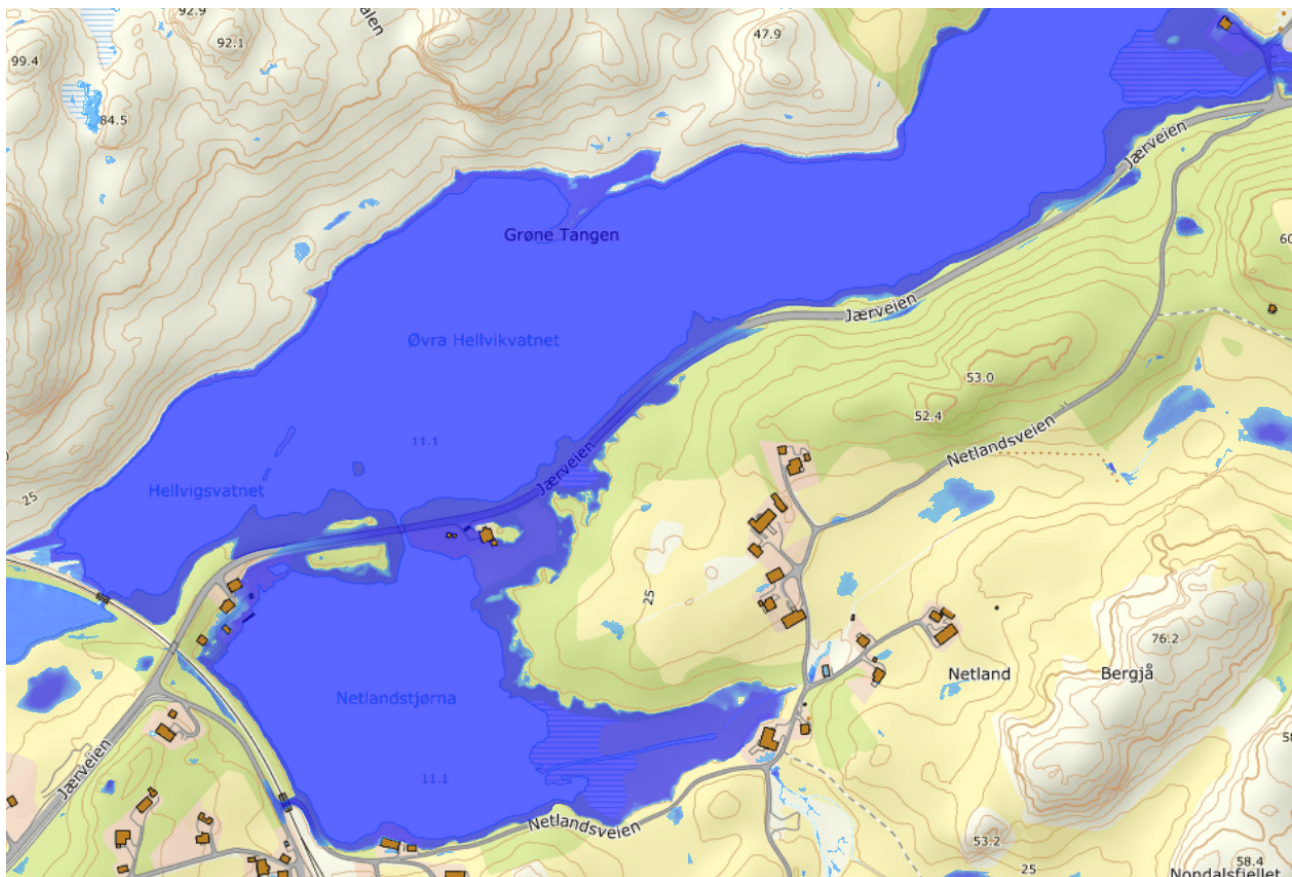 92.9
92.1
47.9
99.4
84.5
Jærveien
Grøne Tangen
60
Jærveien
Øvra Hellvikvatnet
53.0
52.4
11.1
Netlandsveien
Jærveien
Hellvigsvatnet
25
25
76.2
Netland
Bergjå
Netlandstjørna
Jærveien
11.1
Netlandsveien
53.2
58.4
25
Nondalsfjellet